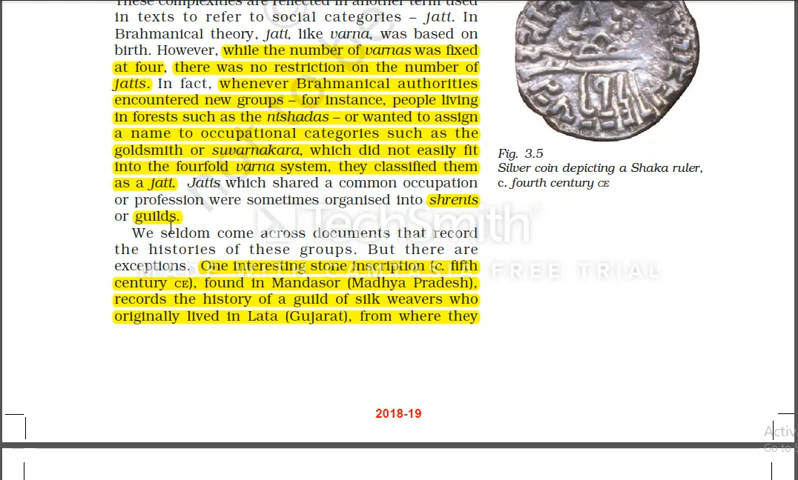 These complexities are reflected in another term used
in texts to refer to social categories – jati. In
Brahmanical theory, jati, like varna, was based on
birth. However, while the number of varnas was fixed
at four, there was no restriction on the number of
jatis. In fact, whenever Brahmanical authorities
encountered new groups – for instance, people living
in forests such as the nishadas – or wanted to assign
a name to occupational categories such as the
goldsmith or suvarnakara, which did not easily fit
into the fourfold varna system, they classified them
as a jati. Jatis which shared a common occupation
or profession were sometimes organised into shrenis
or guilds.
We seldom come across documents that record
the histories of these groups. But there are
exceptions. One interesting stone inscription (c. fifth
century CE), found in Mandasor (Madhya Pradesh),
records the history of a guild of silk weavers who
originally lived in Lata (Gujarat), from where they
Fig. 3.5
Silver coin depicting a Shaka ruler,
c. fourth century CE
TechSmith
FREE TRIAL
2018-19
Activ
Go to S